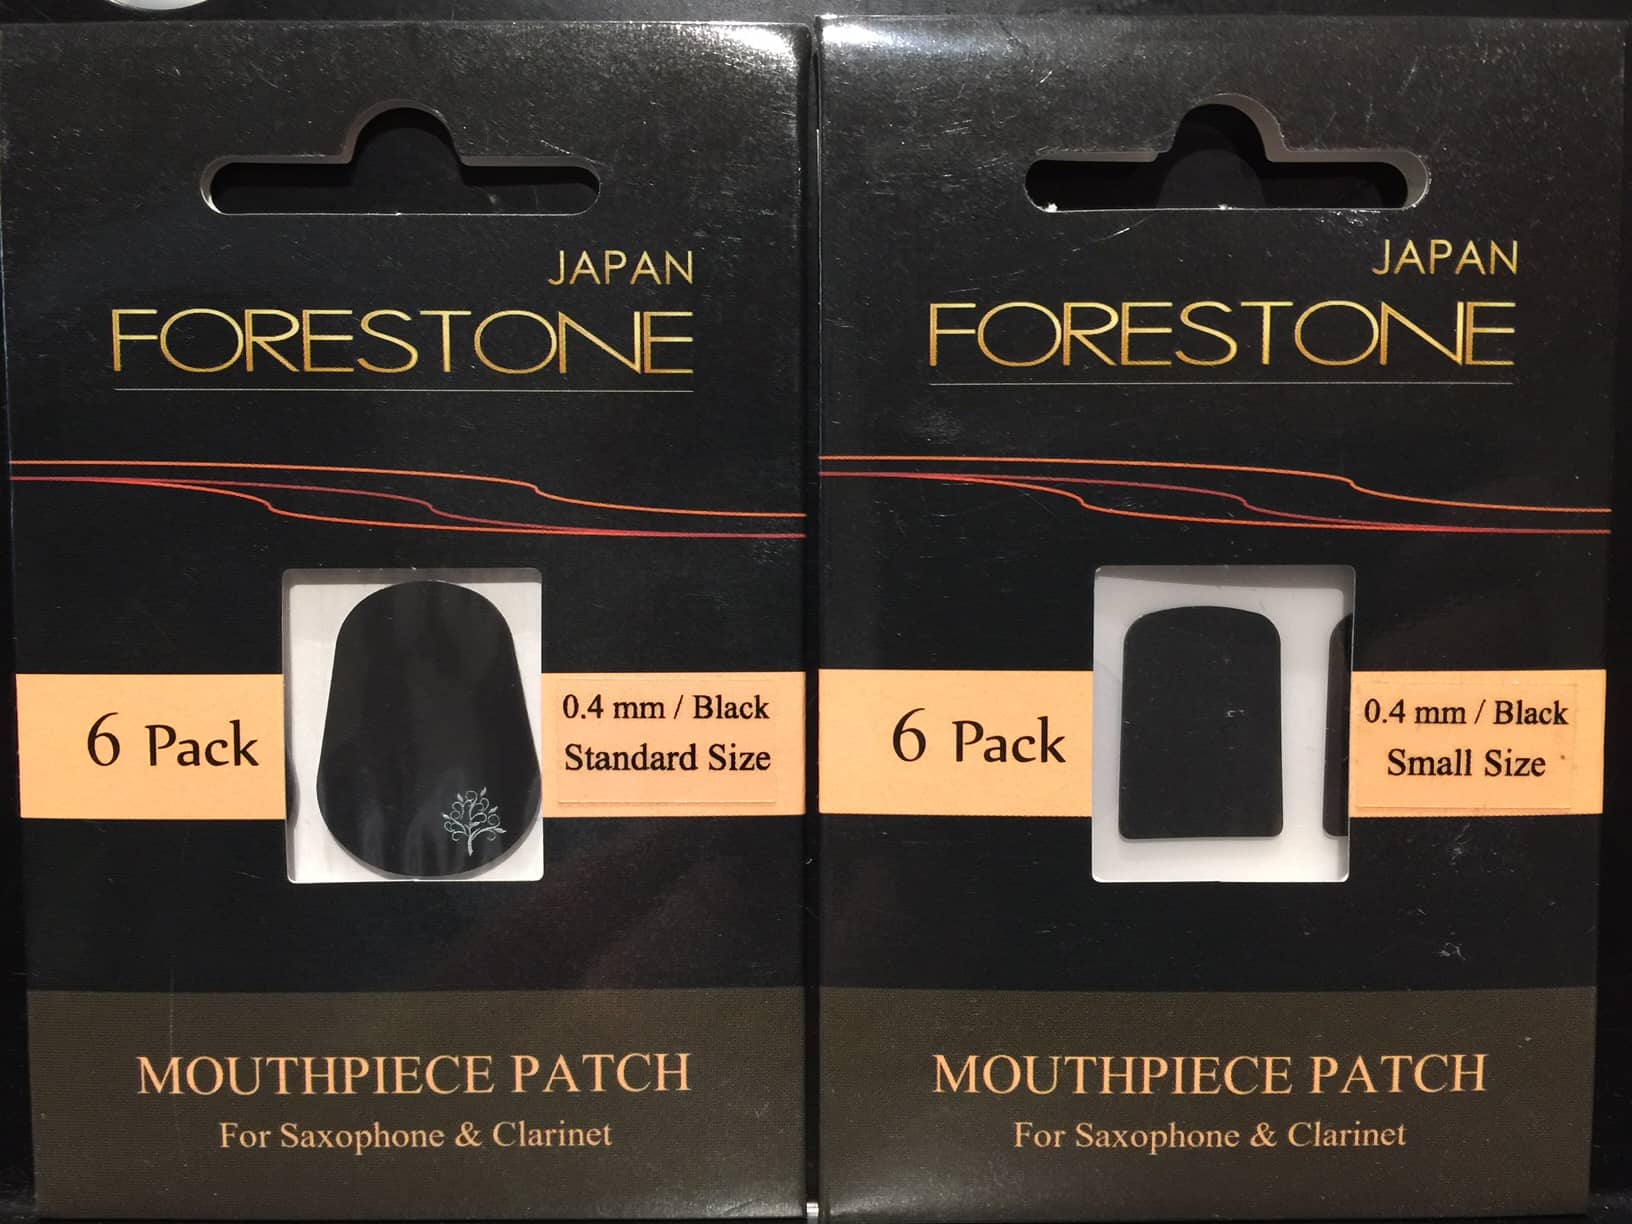 JAPAN
FORESTONE
6 Pack
0.4 mm / Black
Standard Size
MOUTHPIECE PATCH
For Saxophone & Clarinet
JAPAN
FORESTONE
6 Pack
0.4 mm / Black
Small Size
MOUTHPIECE PATCH
For Saxophone & Clarinet